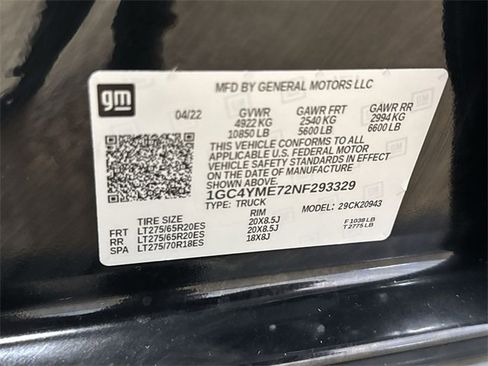 gm
MFD BY GENERAL MOTORS LLC
04/22 GVWR GAWR FRT GAWR RR
4922 KG 2540 KG 2994 KG
10850 LB 5600 LB 6600 LB
THIS VEHICLE CONFORMS TO ALL
APPLICABLE U.S. FEDERAL MOTOR
VEHICLE SAFETY STANDARDS IN EFFECT
ON THE DATE OF MANUFACTURE
SHOWN ABOVE.
1GC4YME72NF293329
TYPE: TRUCK MODEL: 29CK20943
TIRE SIZE RIM
FRT LT275/65R20ES 20X8.5J F 1038 LB
RR LT275/65R20ES 20X8.5J T 2775 LB
SPA LT275/70R18ES 18X8J